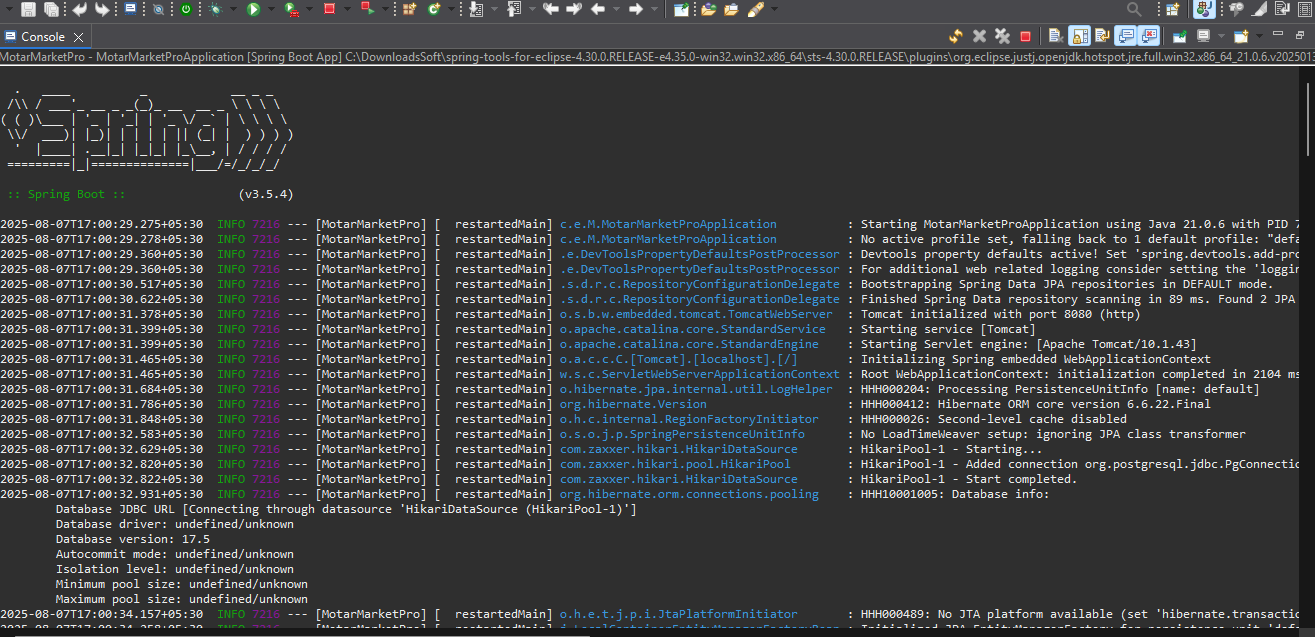 Console
MotarMarketPro - MotarMarketProApplication [Spring Boot App] C:\DownloadsSoft\spring-tools-for-eclipse-4.30.0.RELEASE-e4.35.0-win32.win32.x86_64\sts-4.30.0.RELEASE\plugins\org.eclipse.justj.openjdk.hotspot.jre.full.win32.x86_64_21.0.6.v2025013
:: Spring Boot ::                (v3.5.4)
2025-08-07T17:00:29.275+05:30  INFO 7216 --- [MotarMarketPro] [  restartedMain] c.e.M.MotarMarketProApplication          : Starting MotarMarketProApplication using Java 21.0.6 with PID 7
2025-08-07T17:00:29.278+05:30  INFO 7216 --- [MotarMarketPro] [  restartedMain] c.e.M.MotarMarketProApplication          : No active profile set, falling back to 1 default profile: "defa
2025-08-07T17:00:29.360+05:30  INFO 7216 --- [MotarMarketPro] [  restartedMain] .e.DevToolsPropertyDefaultsPostProcessor : Devtools property defaults active! Set 'spring.devtools.add-pro
2025-08-07T17:00:29.360+05:30  INFO 7216 --- [MotarMarketPro] [  restartedMain] .e.DevToolsPropertyDefaultsPostProcessor : For additional web related logging consider setting the 'loggin
2025-08-07T17:00:30.517+05:30  INFO 7216 --- [MotarMarketPro] [  restartedMain] .s.d.r.c.RepositoryConfigurationDelegate : Bootstrapping Spring Data JPA repositories in DEFAULT mode.
2025-08-07T17:00:30.622+05:30  INFO 7216 --- [MotarMarketPro] [  restartedMain] .s.d.r.c.RepositoryConfigurationDelegate : Finished Spring Data repository scanning in 89 ms. Found 2 JPA
2025-08-07T17:00:31.378+05:30  INFO 7216 --- [MotarMarketPro] [  restartedMain] o.s.b.w.embedded.tomcat.TomcatWebServer  : Tomcat initialized with port 8080 (http)
2025-08-07T17:00:31.399+05:30  INFO 7216 --- [MotarMarketPro] [  restartedMain] o.apache.catalina.core.StandardService   : Starting service [Tomcat]
2025-08-07T17:00:31.399+05:30  INFO 7216 --- [MotarMarketPro] [  restartedMain] o.apache.catalina.core.StandardEngine    : Starting Servlet engine: [Apache Tomcat/10.1.43]
2025-08-07T17:00:31.465+05:30  INFO 7216 --- [MotarMarketPro] [  restartedMain] o.a.c.c.C.[Tomcat].[localhost].[/]       : Initializing Spring embedded WebApplicationContext
2025-08-07T17:00:31.465+05:30  INFO 7216 --- [MotarMarketPro] [  restartedMain] w.s.c.ServletWebServerApplicationContext : Root WebApplicationContext: initialization completed in 2104 ms
2025-08-07T17:00:31.684+05:30  INFO 7216 --- [MotarMarketPro] [  restartedMain] o.hibernate.jpa.internal.util.LogHelper  : HHH000204: Processing PersistenceUnitInfo [name: default]
2025-08-07T17:00:31.786+05:30  INFO 7216 --- [MotarMarketPro] [  restartedMain] org.hibernate.Version                    : HHH000412: Hibernate ORM core version 6.6.22.Final
2025-08-07T17:00:31.848+05:30  INFO 7216 --- [MotarMarketPro] [  restartedMain] o.h.c.internal.RegionFactoryInitiator    : HHH000026: Second-level cache disabled
2025-08-07T17:00:32.583+05:30  INFO 7216 --- [MotarMarketPro] [  restartedMain] o.s.o.j.p.SpringPersistenceUnitInfo      : No LoadTimeWeaver setup: ignoring JPA class transformer
2025-08-07T17:00:32.629+05:30  INFO 7216 --- [MotarMarketPro] [  restartedMain] com.zaxxer.hikari.HikariDataSource       : HikariPool-1 - Starting...
2025-08-07T17:00:32.820+05:30  INFO 7216 --- [MotarMarketPro] [  restartedMain] com.zaxxer.hikari.pool.HikariPool        : HikariPool-1 - Added connection org.postgresql.jdbc.PgConnectio
2025-08-07T17:00:32.822+05:30  INFO 7216 --- [MotarMarketPro] [  restartedMain] com.zaxxer.hikari.HikariDataSource       : HikariPool-1 - Start completed.
2025-08-07T17:00:32.931+05:30  INFO 7216 --- [MotarMarketPro] [  restartedMain] org.hibernate.orm.connections.pooling    : HHH10001005: Database info:
Database JDBC URL [Connecting through datasource 'HikariDataSource (HikariPool-1)']
Database driver: undefined/unknown
Database version: 17.5
Autocommit mode: undefined/unknown
Isolation level: undefined/unknown
Minimum pool size: undefined/unknown
Maximum pool size: undefined/unknown
2025-08-07T17:00:34.157+05:30  INFO 7216 --- [MotarMarketPro] [  restartedMain] o.h.e.t.j.p.i.JtaPlatformInitiator       : HHH000489: No JTA platform available (set 'hibernate.transactio